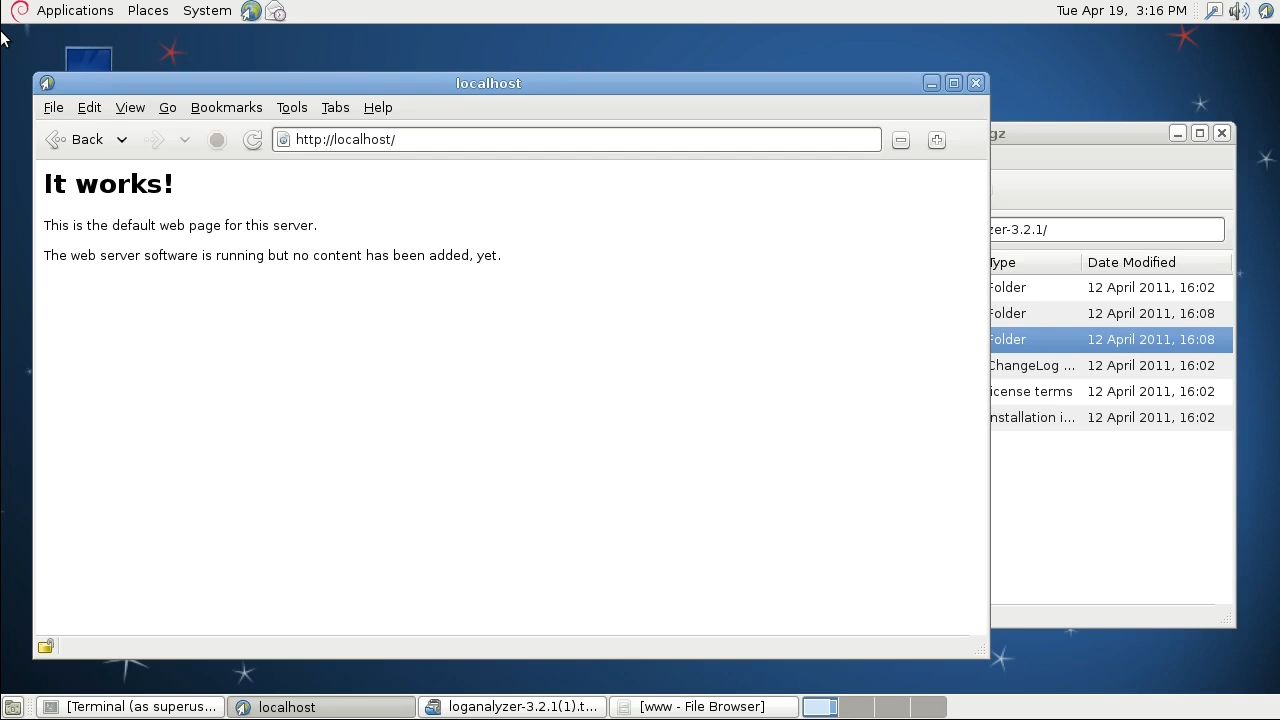 Applications Places System Tue Apr 19, 3:16 PM
localhost
File Edit View Go Bookmarks Tools Tabs Help
Back http://localhost/
It works!
This is the default web page for this server.
The web server software is running but no content has been added, yet.
gz
zer-3.2.1/
Type Date Modified
Folder 12 April 2011, 16:02
Folder 12 April 2011, 16:08
Folder 12 April 2011, 16:08
ChangeLog ... 12 April 2011, 16:02
icense terms 12 April 2011, 16:02
nstallation i... 12 April 2011, 16:02
[Terminal (as superus... localhost loganalyzer-3.2.1(1).t... [www - File Browser]